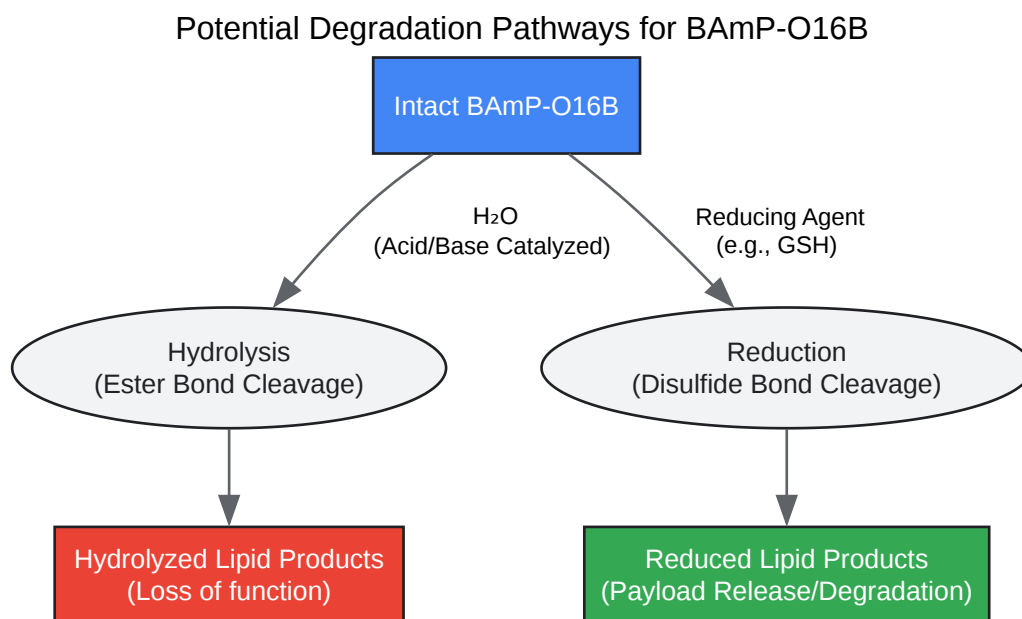 Potential Degradation Pathways for BAmP-O16B
Intact BAmP-O16B
H₂O
(Acid/Base Catalyzed)
Reducing Agent
(e.g., GSH)
Hydrolysis
(Ester Bond Cleavage)
Reduction
(Disulfide Bond Cleavage)
Hydrolyzed Lipid Products
(Loss of function)
Reduced Lipid Products
(Payload Release/Degradation)